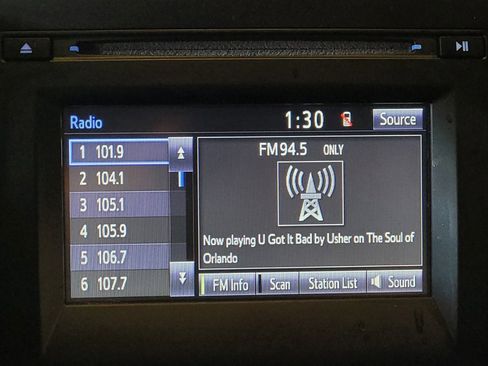 Radio 1:30 Source
FM 94.5 ONLY
1 101.9
2 104.1
3 105.1
4 105.9
5 106.7
6 107.7
Now playing U Got It Bad by Usher on The Soul of
Orlando
FM Info Scan Station List Sound